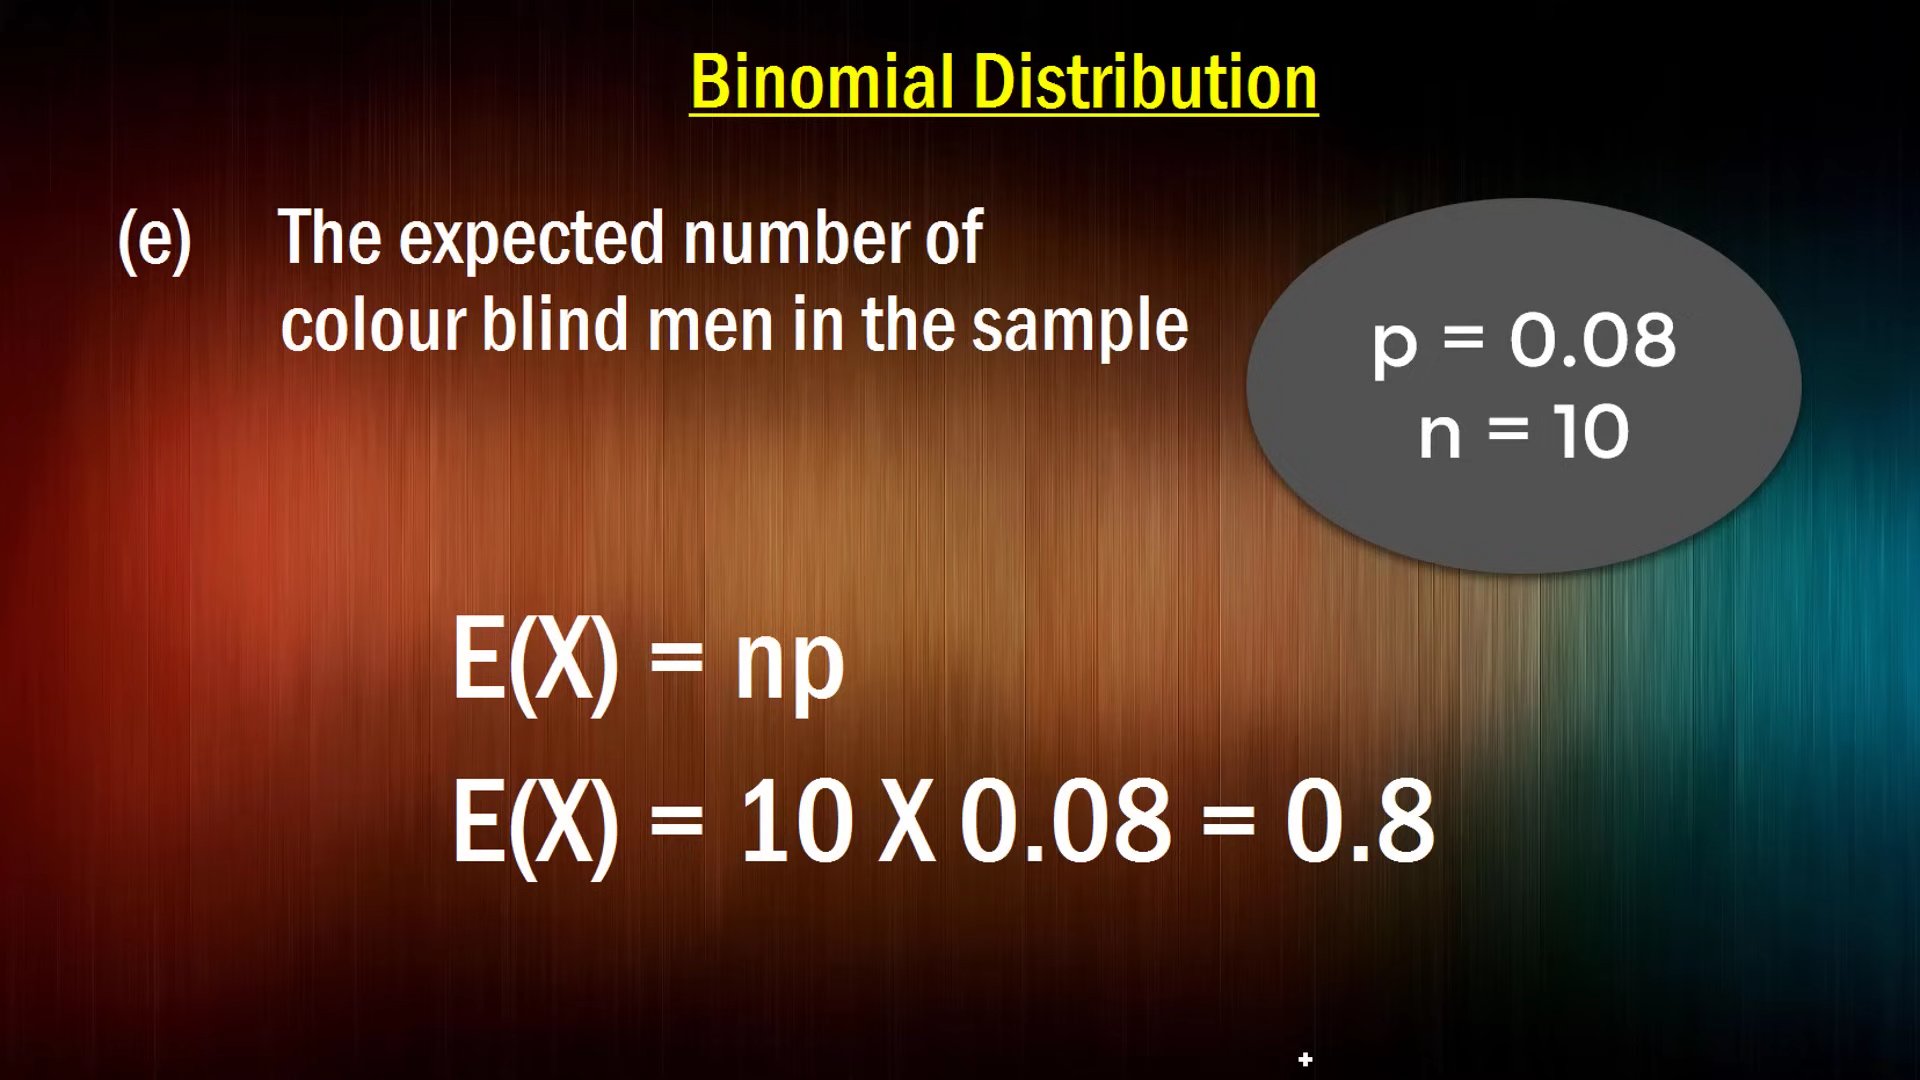 Binomial Distribution
(e) The expected number of
colour blind men in the sample
p = 0.08
n = 10
E(X) = np
E(X) = 10 X 0.08 = 0.8